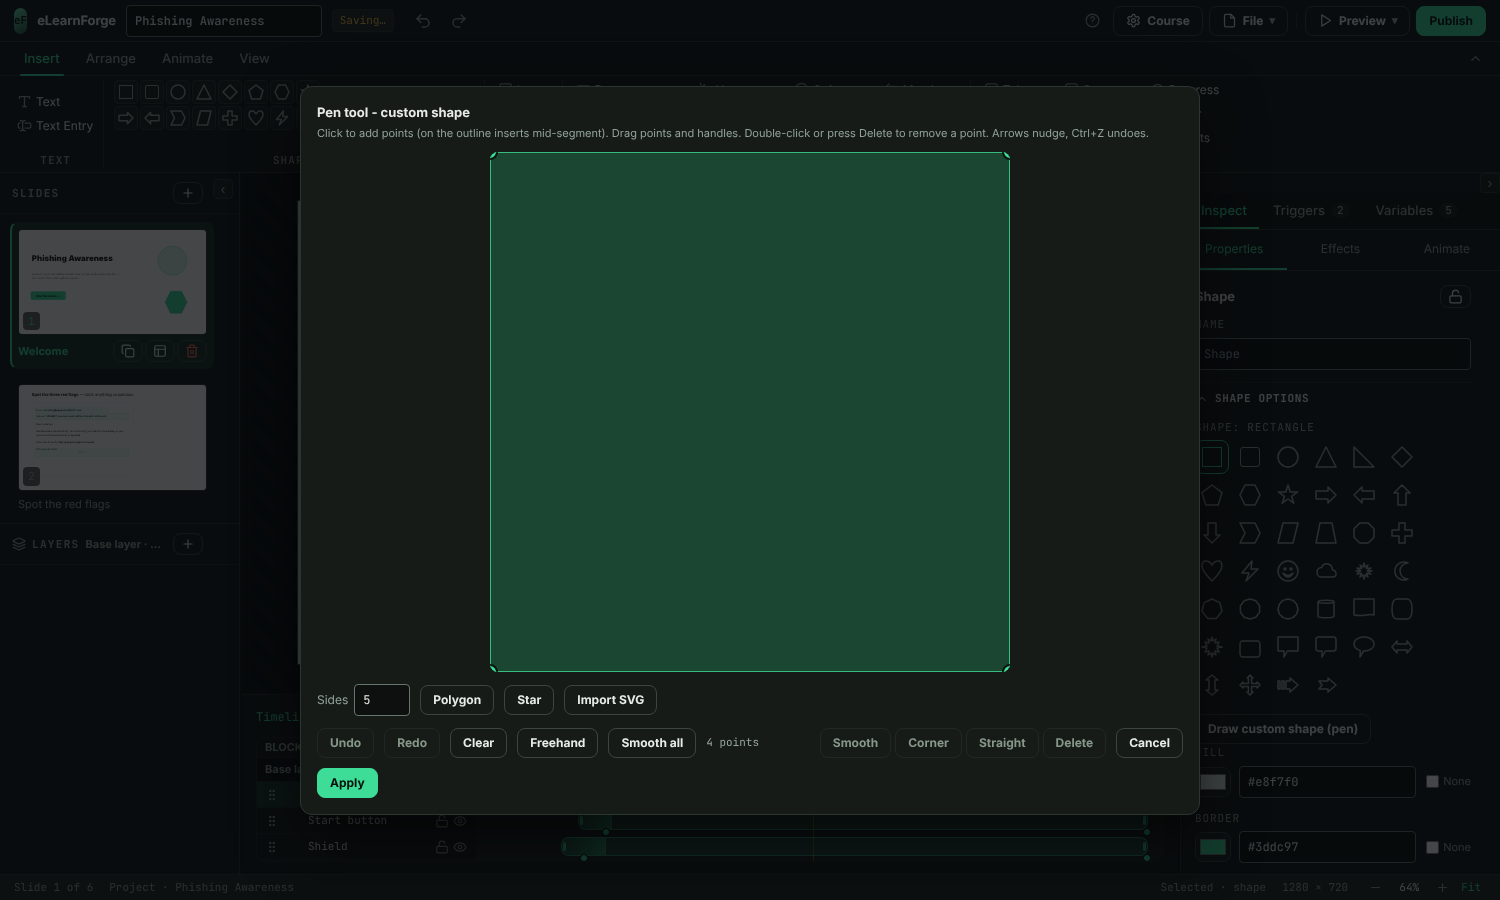 eF eLearnForge Phishing Awareness Saving… Course File Preview Publish
Insert Arrange Animate View
Text
Text Entry
TEXT
Pen tool - custom shape
Click to add points (on the outline inserts mid-segment). Drag points and handles. Double-click or press Delete to remove a point. Arrows nudge, Ctrl+Z undoes.
SLIDES
Phishing Awareness
1
Welcome
2
Spot the red flags
LAYERS Base layer · …
Inspect Triggers 2 Variables 5
Properties Effects Animate
Shape
Shape
SHAPE OPTIONS
SHAPE: RECTANGLE
Draw custom shape (pen)
FILL
#e8f7f0 None
BORDER
#3ddc97 None
Sides 5 Polygon Star Import SVG
Undo Redo Clear Freehand Smooth all 4 points Smooth Corner Straight Delete Cancel
Apply
Start button
Shield
Slide 1 of 6 Project · Phishing Awareness Selected · shape 1280 × 720 64% Fit